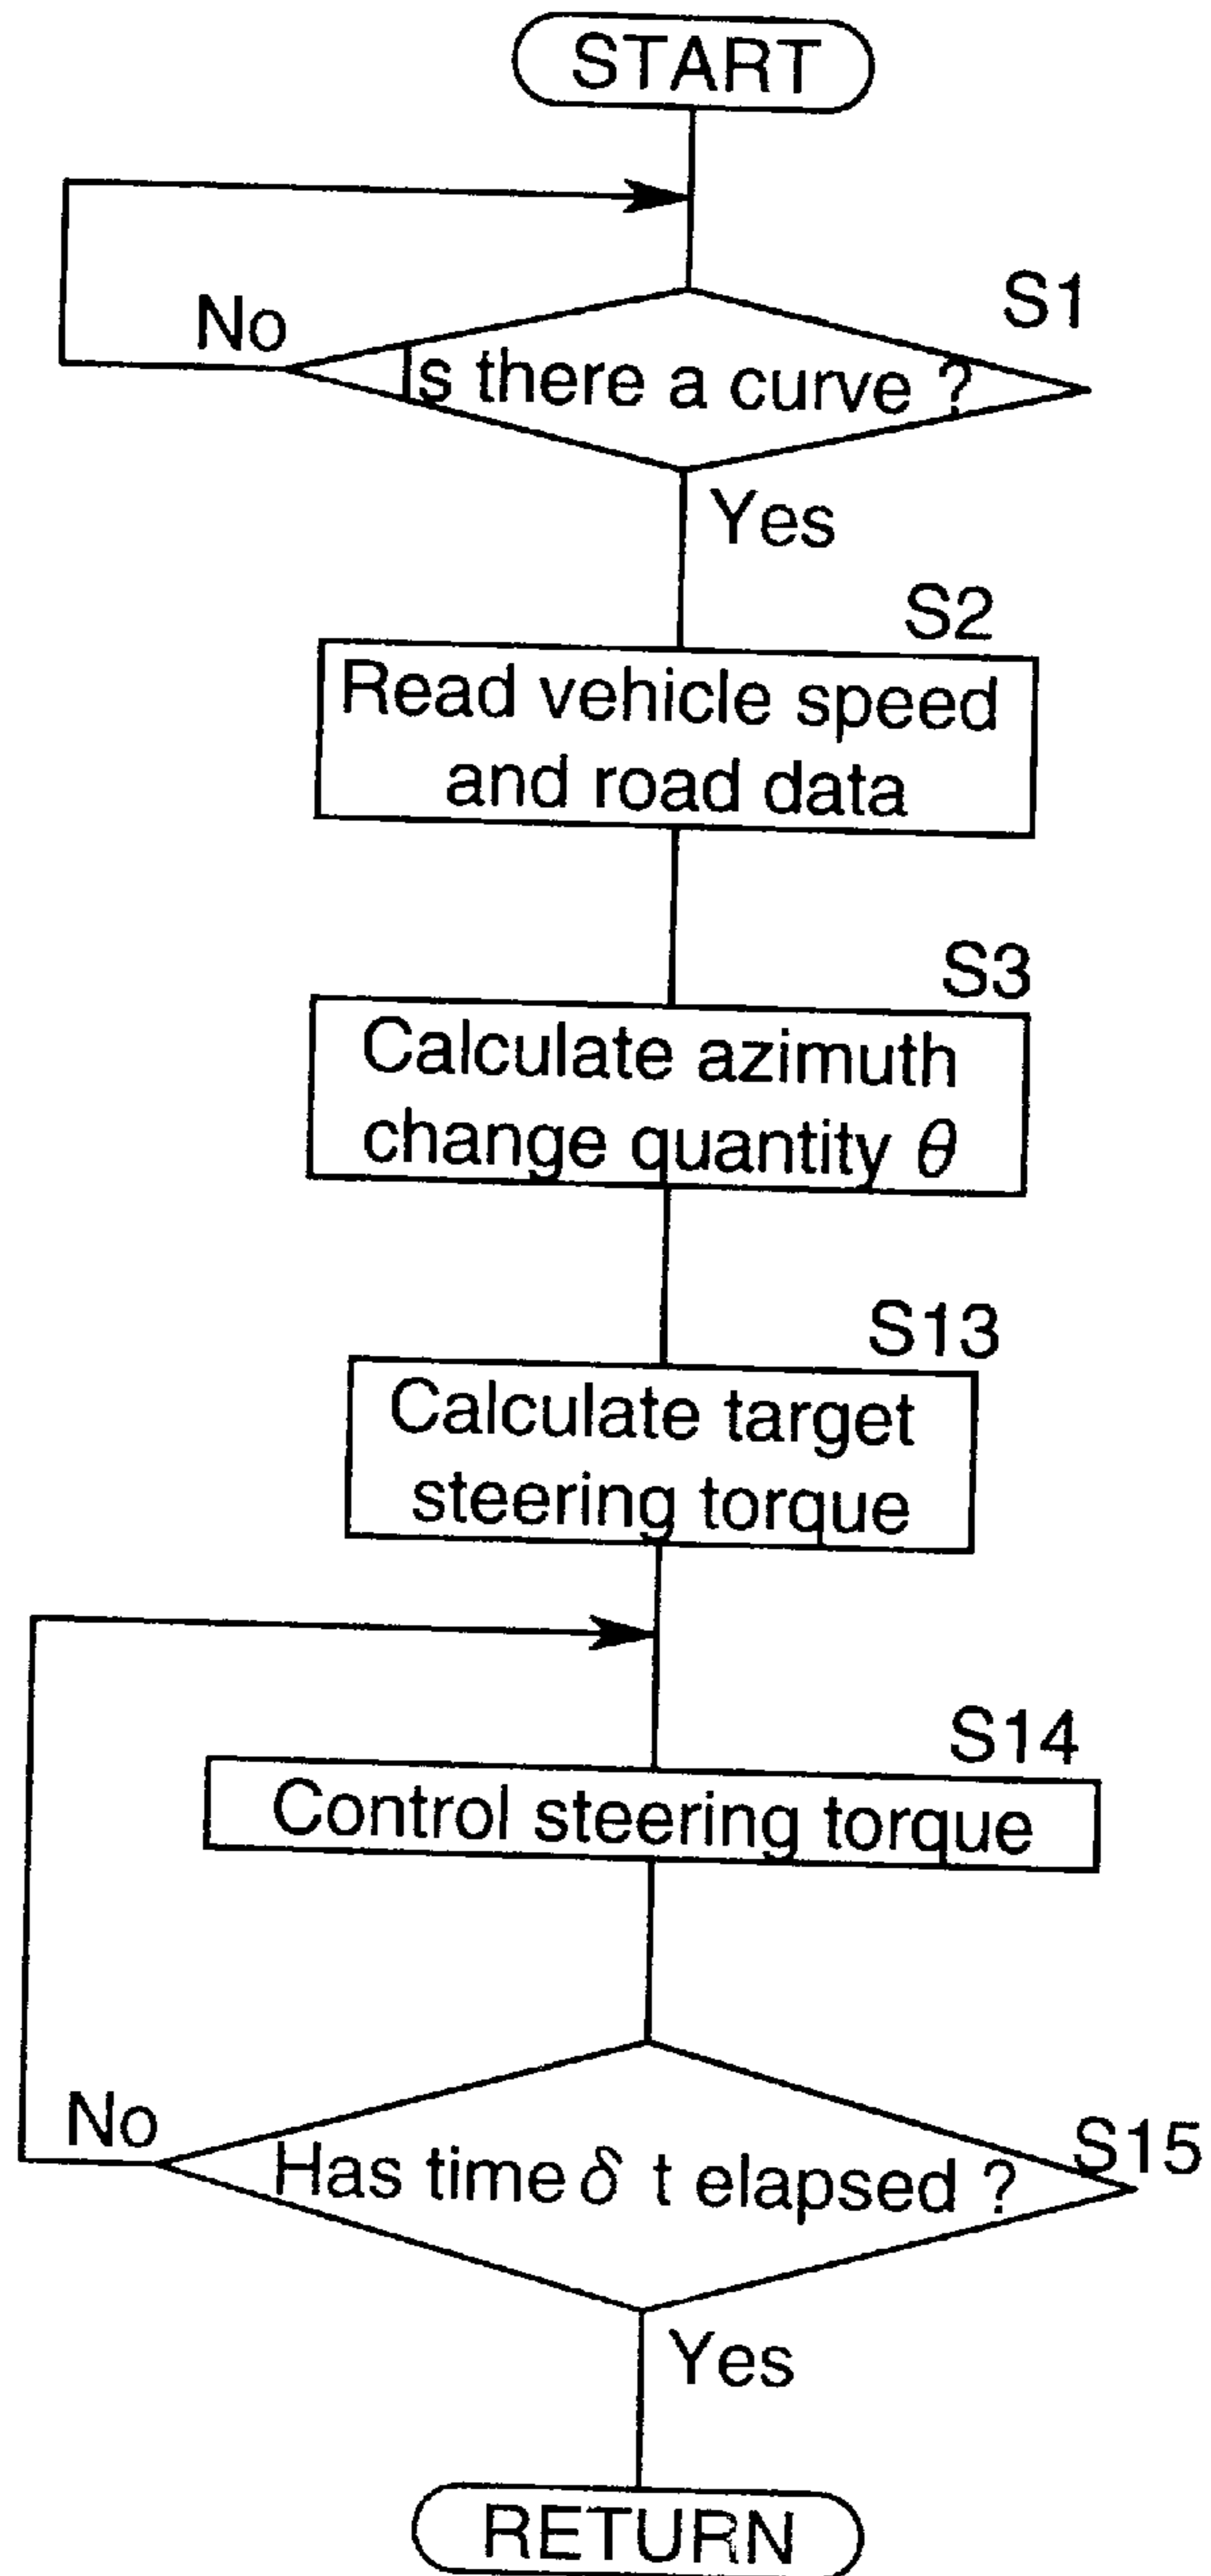 START
S1
No
Is there a curve ?
Yes
S2
Read vehicle speed
and road data
S3
Calculate azimuth
change quantity θ
S13
Calculate target
steering torque
S14
Control steering torque
No
S15
Has time δ t elapsed ?
Yes
RETURN